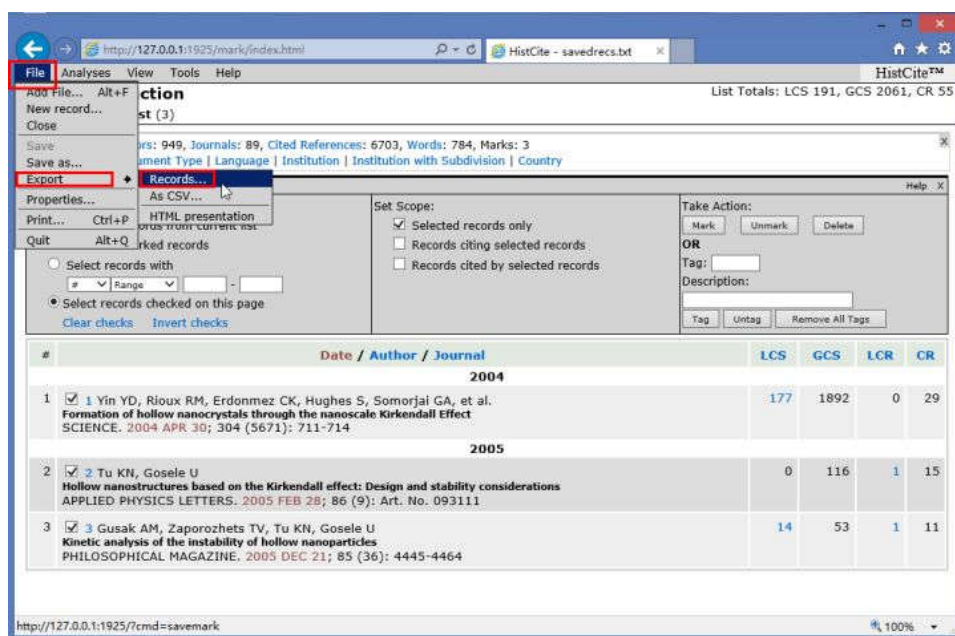 http://127.0.0.1:1925/mark/index.html
HistCite - savedrecs.txt
File Analyses View Tools Help
HistCite™
Add File... Alt+F
New record...
Close
Save
Save as...
Export
Properties...
Print... Ctrl+P
Quit Alt+Q
Records...
As CSV...
HTML presentation
ction
st (3)
List Totals: LCS 191, GCS 2061, CR 55
rs: 949, Journals: 89, Cited References: 6703, Words: 784, Marks: 3
ument Type | Language | Institution | Institution with Subdivision | Country
Help X
ords from current list
rked records
Select records with
# Range -
Select records checked on this page
Clear checks Invert checks
Set Scope:
Selected records only
Records citing selected records
Records cited by selected records
Take Action:
Mark Unmark Delete
OR
Tag:
Description:
Tag Untag Remove All Tags
# Date / Author / Journal LCS GCS LCR CR
2004
1 1 Yin YD, Rioux RM, Erdonmez CK, Hughes S, Somorjai GA, et al. 177 1892 0 29
Formation of hollow nanocrystals through the nanoscale Kirkendall Effect
SCIENCE. 2004 APR 30; 304 (5671): 711-714
2005
2 2 Tu KN, Gosele U 0 116 1 15
Hollow nanostructures based on the Kirkendall effect: Design and stability considerations
APPLIED PHYSICS LETTERS. 2005 FEB 28; 86 (9): Art. No. 093111
3 3 Gusak AM, Zaporozhets TV, Tu KN, Gosele U 14 53 1 11
Kinetic analysis of the instability of hollow nanoparticles
PHILOSOPHICAL MAGAZINE. 2005 DEC 21; 85 (36): 4445-4464
http://127.0.0.1:1925/?cmd=savemark
100%